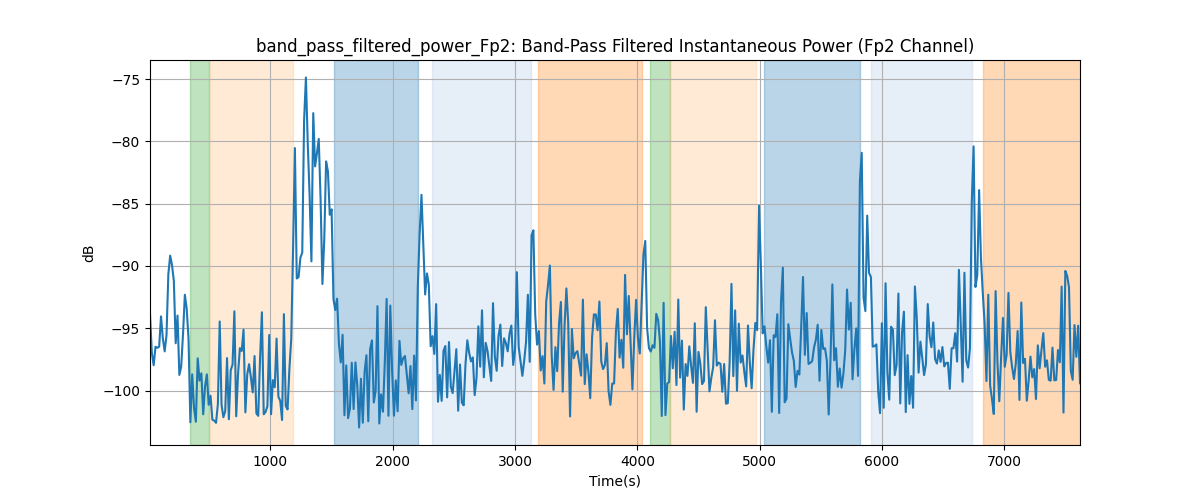 band_pass_filtered_power_Fp2: Band-Pass Filtered Instantaneous Power (Fp2 Channel)
−75
−80
−85
−90
−95
−100
dB
1000 2000 3000 4000 5000 6000 7000
Time(s)